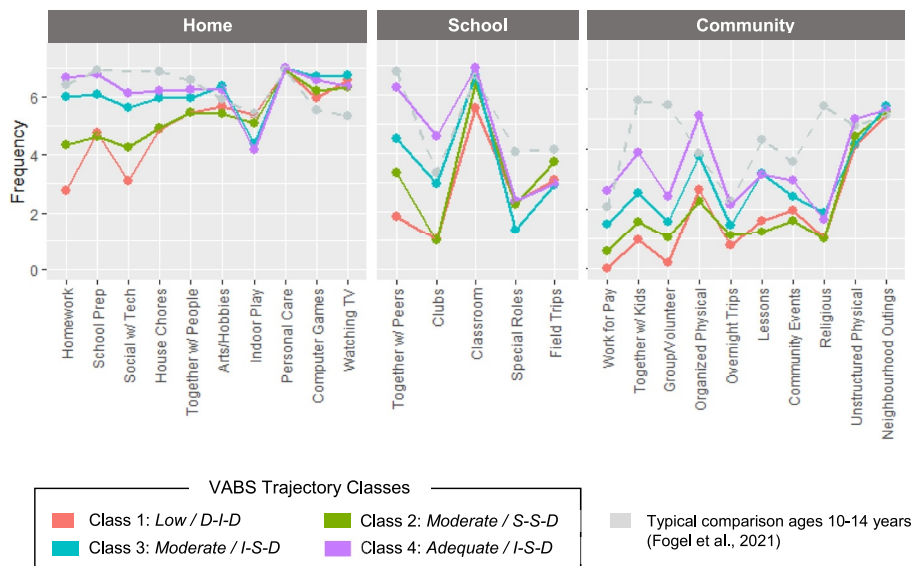 Home
School
Community
Frequency
6
4
2
0
Homework
School Prep
Social w/ Tech
House Chores
Together w/ People
Arts/Hobbies
Indoor Play
Personal Care
Computer Games
Watching TV
Together w/ Peers
Clubs
Classroom
Special Roles
Field Trips
Work for Pay
Together w/ Kids
Group/Volunteer
Organized Physical
Overnight Trips
Lessons
Community Events
Religious
Unstructured Physical
Neighbourhood Outings
VABS Trajectory Classes
Class 1: Low / D-I-D
Class 2: Moderate / S-S-D
Class 3: Moderate / I-S-D
Class 4: Adequate / I-S-D
Typical comparison ages 10-14 years
(Fogel et al., 2021)